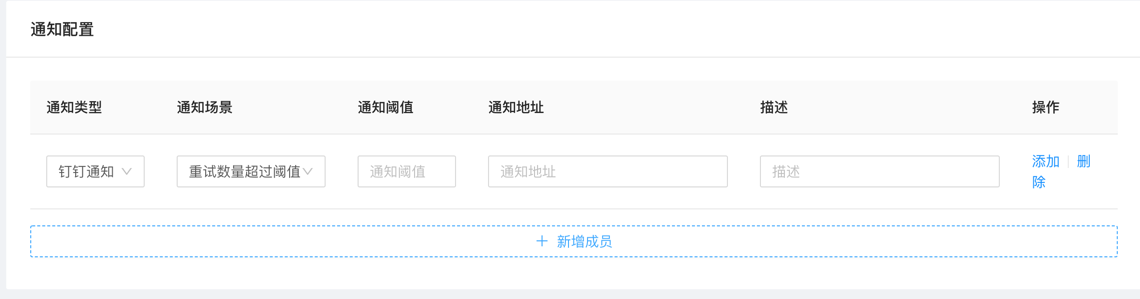 通知配置
通知类型 通知场景 通知阈值 通知地址 描述 操作
钉钉通知 重试数量超过阈值 通知阈值 通知地址 描述 添加 | 删
除
+ 新增成员